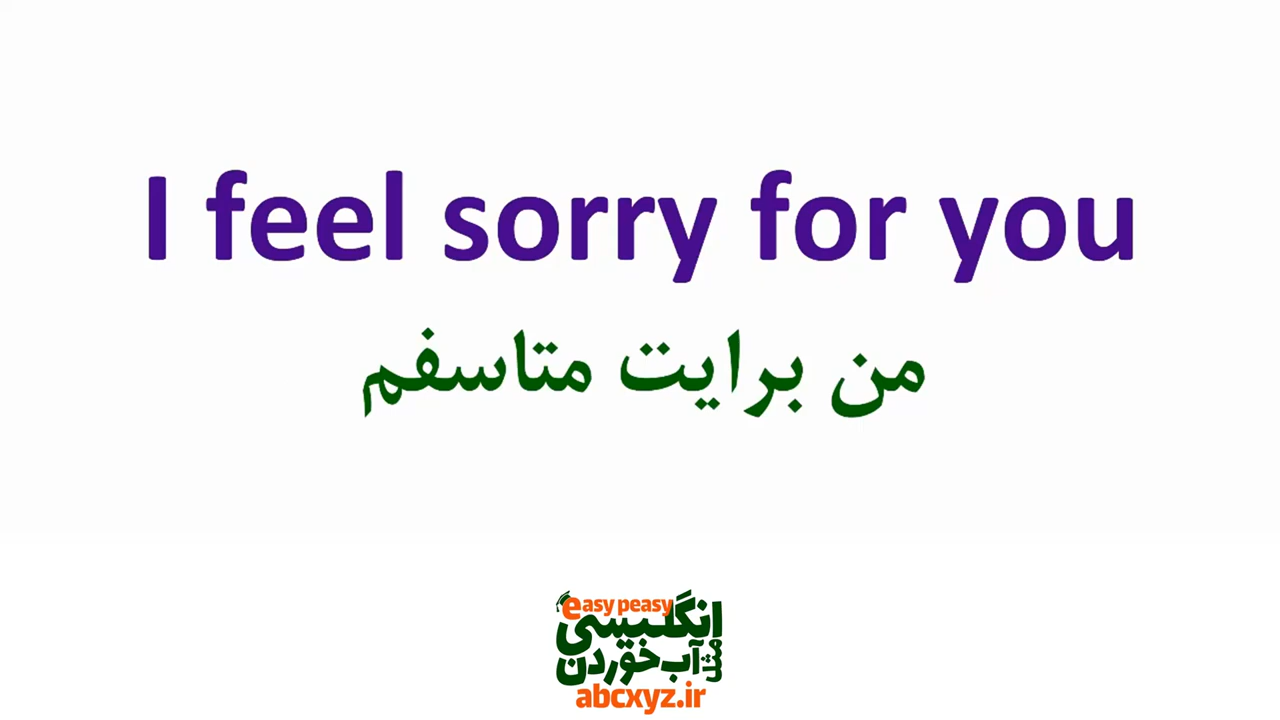 I feel sorry for you
من برایت متاسفم
easy peasy
انگلیسی
مثل آب خوردن
abcxyz.ir